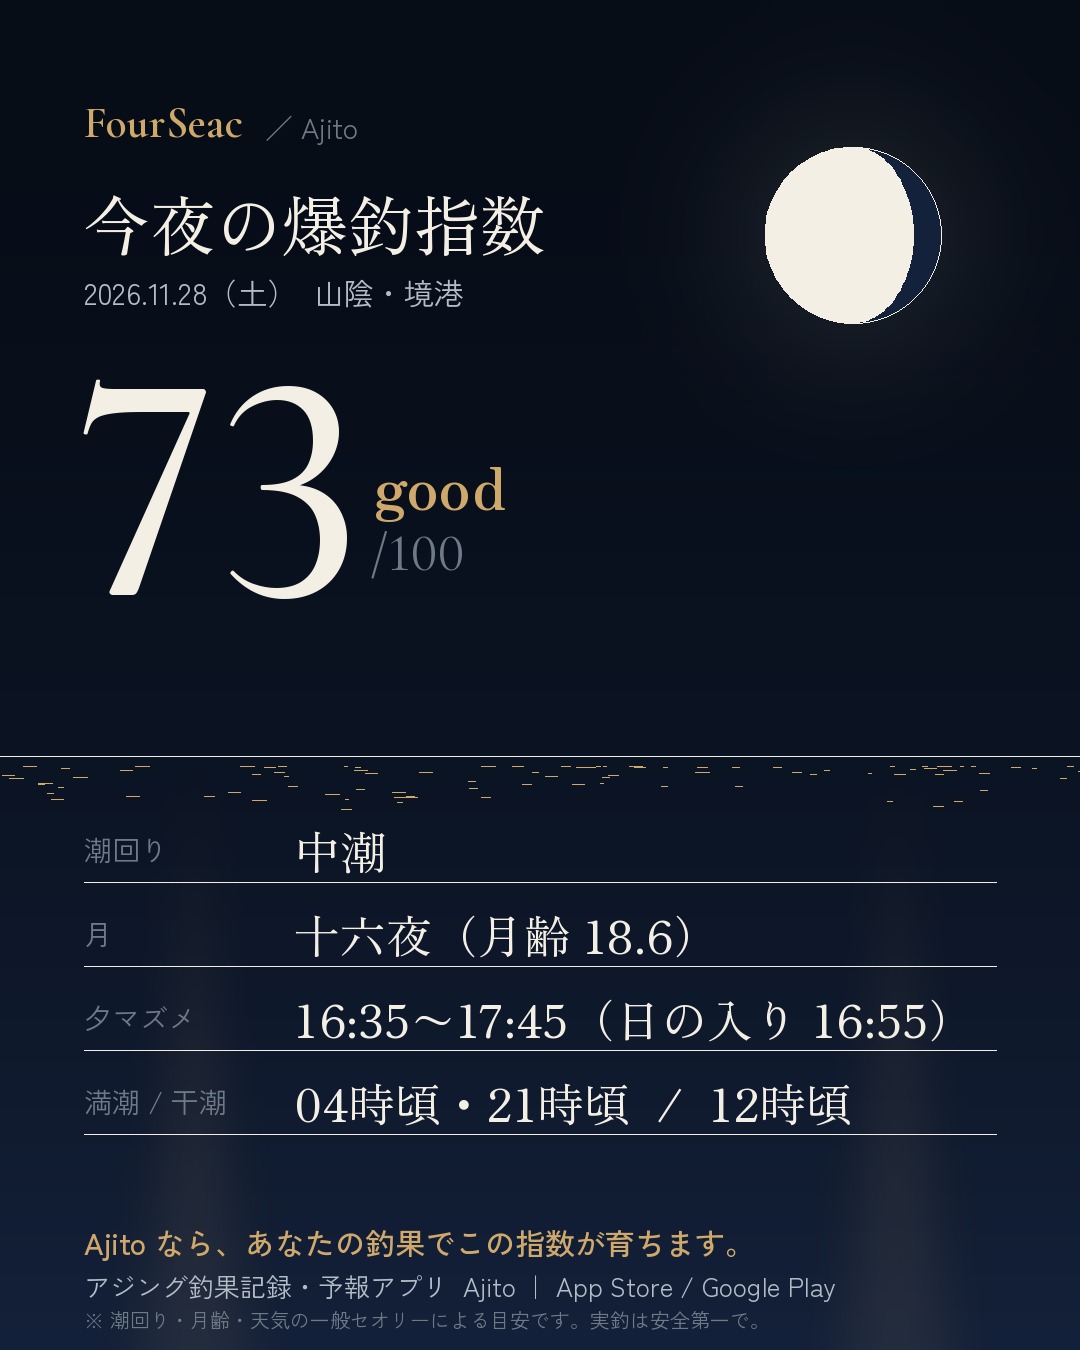 FourSeac ／ Ajito
今夜の爆釣指数
2026.11.28（土） 山陰・境港
73 good
/100
潮回り 中潮
月 十六夜（月齢 18.6）
夕マズメ 16:35〜17:45（日の入り 16:55）
満潮 / 干潮 04時頃・21時頃 ／ 12時頃
Ajito なら、あなたの釣果でこの指数が育ちます。
アジング釣果記録・予報アプリ Ajito ｜ App Store / Google Play
※ 潮回り・月齢・天気の一般セオリーによる目安です。実釣は安全第一で。